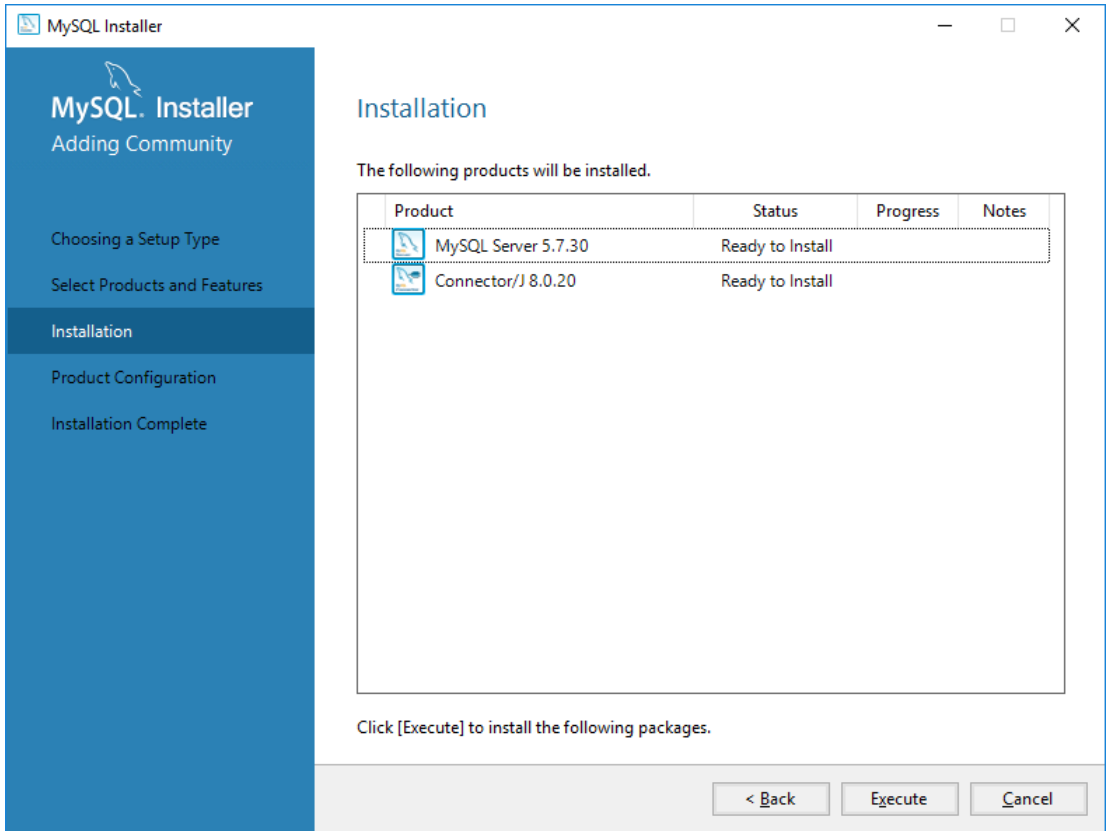 MySQL Installer
MySQL. Installer
Adding Community
Choosing a Setup Type
Select Products and Features
Installation
Product Configuration
Installation Complete
Installation
The following products will be installed.
Product Status Progress Notes
MySQL Server 5.7.30 Ready to Install
Connector/J 8.0.20 Ready to Install
Click [Execute] to install the following packages.
< Back Execute Cancel